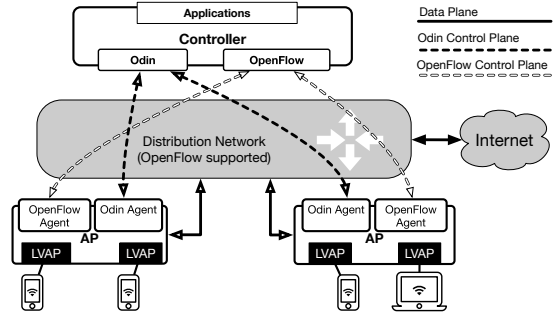 Applications
Controller
Odin
OpenFlow
Data Plane
Odin Control Plane
OpenFlow Control Plane
Distribution Network
(OpenFlow supported)
Internet
OpenFlow
Agent
Odin Agent
AP
LVAP
LVAP
Odin Agent
OpenFlow
Agent
AP
LVAP
LVAP